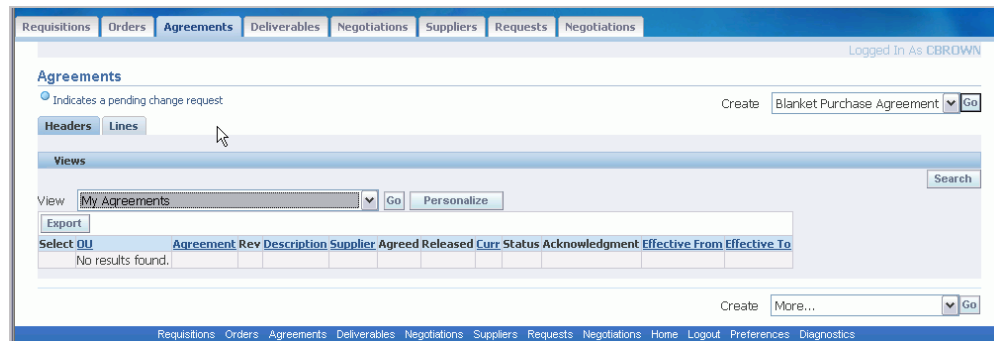 Requisitions Orders Agreements Deliverables Negotiations Suppliers Requests Negotiations
Logged In As CBROWN
Agreements
Indicates a pending change request
Create Blanket Purchase Agreement Go
Headers Lines
Views
Search
View My Agreements Go Personalize
Export
Select OU Agreement Rev Description Supplier Agreed Released Curr Status Acknowledgment Effective From Effective To
No results found.
Create More... Go
Requisitions Orders Agreements Deliverables Negotiations Suppliers Requests Negotiations Home Logout Preferences Diagnostics